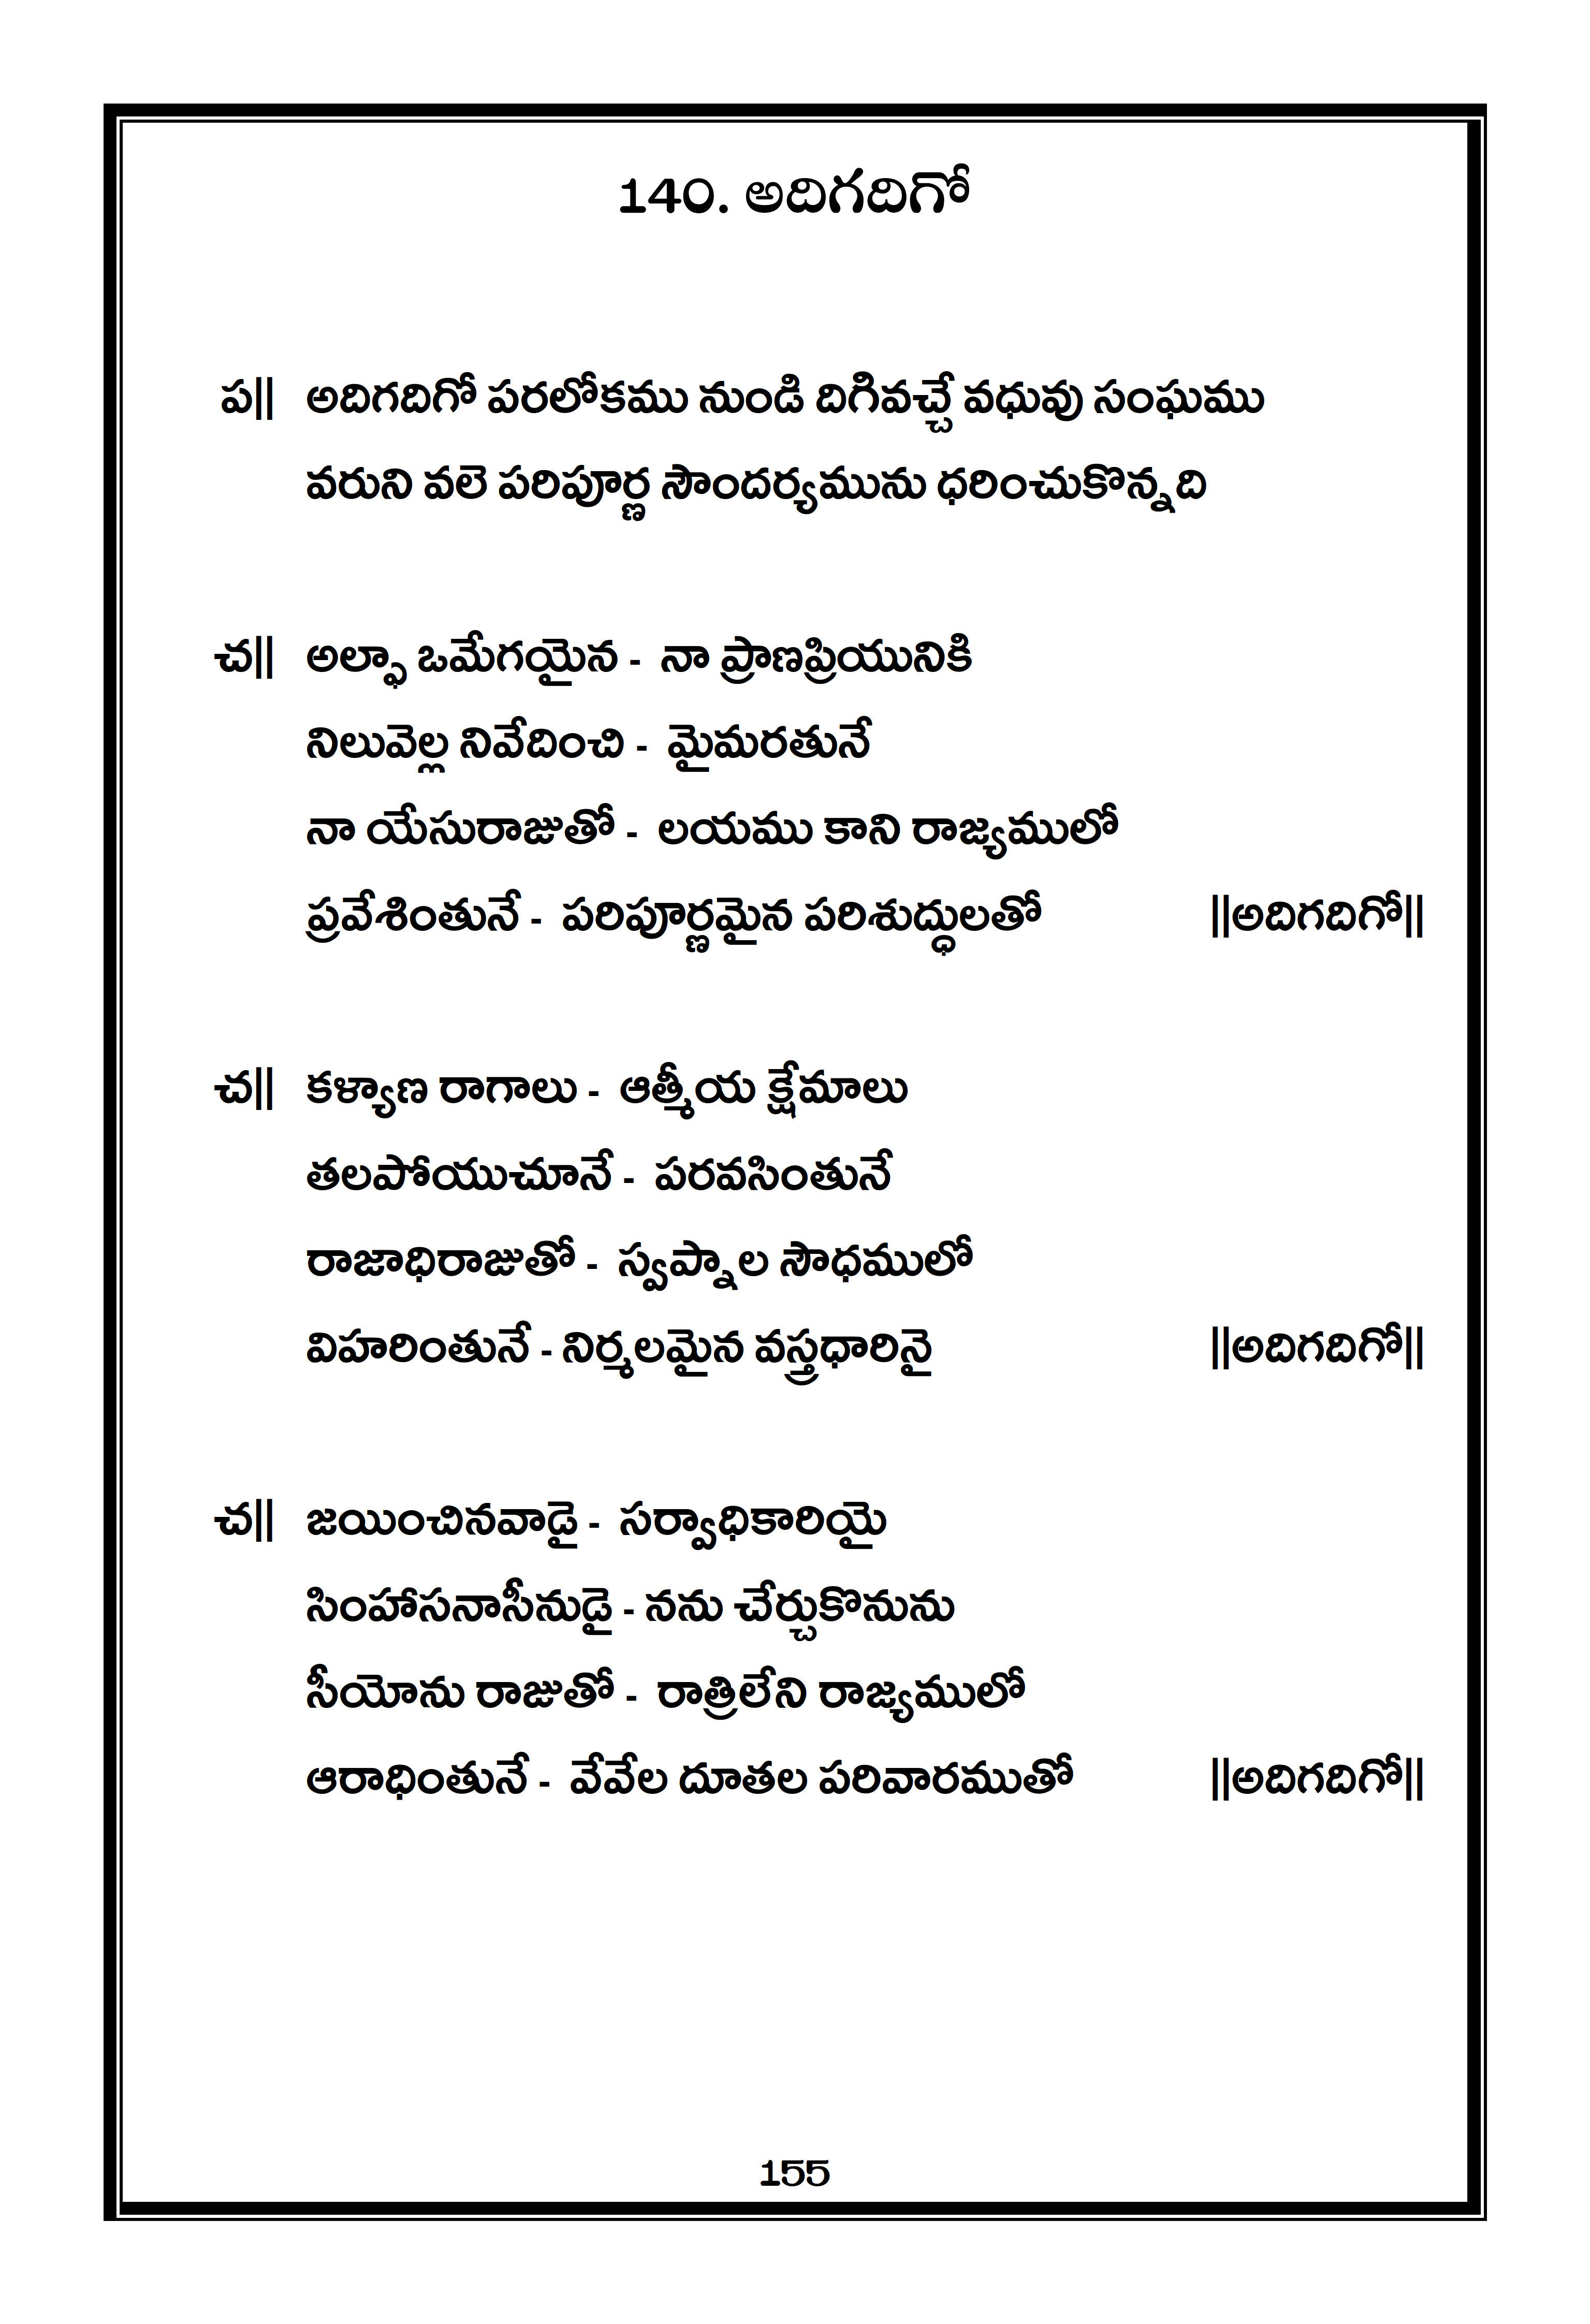 140. అదిగదిగో
ప|| అదిగదిగో పరలోకము నుండి దిగివచ్చే వధువు సంఘము
వరుని వలె పరిపూర్ణ సౌందర్యమును ధరించుకొన్నది
చ|| అల్ఫా ఒమేగయైన - నా ప్రాణప్రియునికి
నిలువెల్ల నివేదించి - మైమరతునే
నా యేసురాజుతో - లయము కాని రాజ్యములో
ప్రవేశింతునే - పరిపూర్ణమైన పరిశుద్ధులతో ||అదిగదిగో||
చ|| కళ్యాణ రాగాలు - ఆత్మీయ క్షేమాలు
తలపోయుచూనే - పరవసింతునే
రాజాధిరాజుతో - స్వప్నాల సౌధములో
విహరింతునే - నిర్మలమైన వస్త్రధారినై ||అదిగదిగో||
చ|| జయించినవాడై - సర్వాధికారియై
సింహాసనాసీనుడై - నను చేర్చుకొనును
సీయోను రాజుతో - రాత్రిలేని రాజ్యములో
ఆరాధింతునే - వేవేల దూతల పరివారముతో ||అదిగదిగో||
155